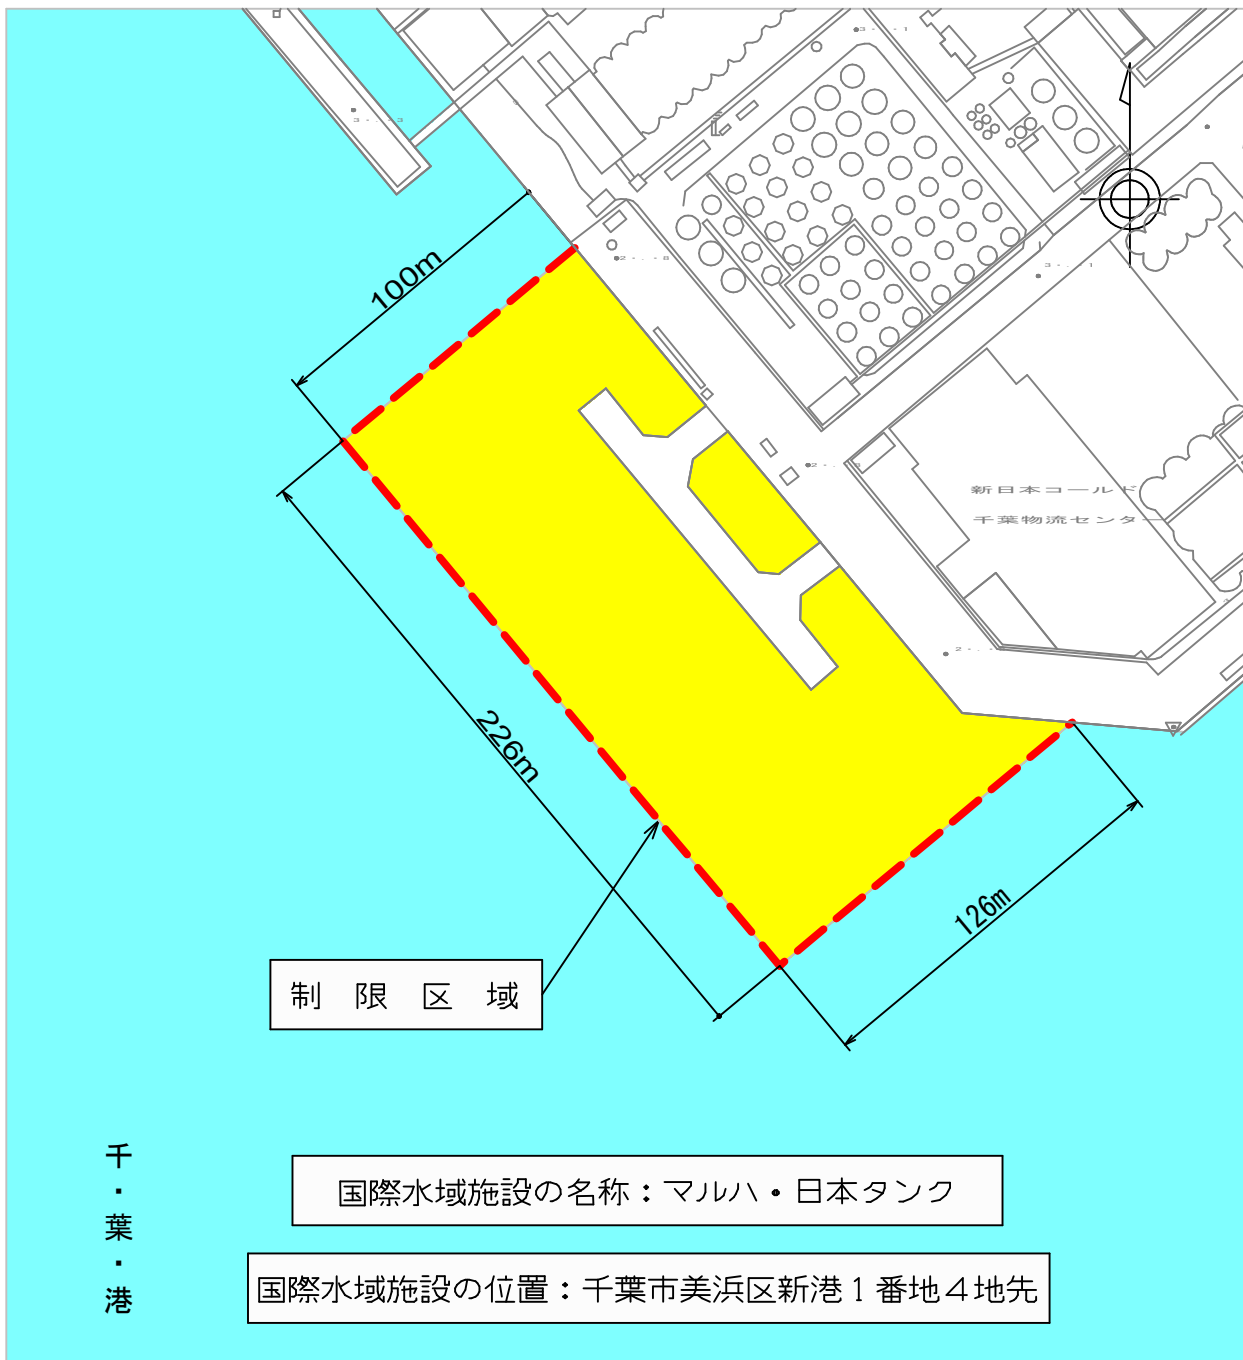 100m
新日本コールド
千葉物流センター
226m
126m
制限区域
千・葉・港
国際水域施設の名称：マルハ・日本タンク
国際水域施設の位置：千葉市美浜区新港1番地4地先